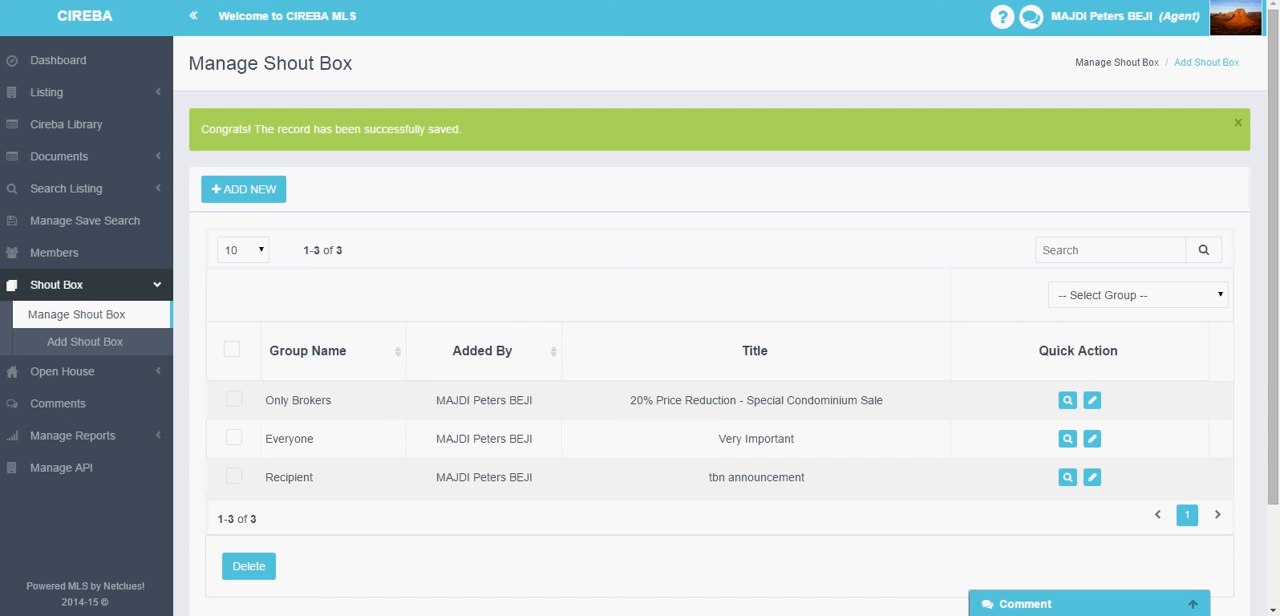 CIREBA
« Welcome to CIREBA MLS
? MAJDI Peters BEJI (Agent)
Dashboard
Listing
Cireba Library
Documents
Search Listing
Manage Save Search
Members
Shout Box
Manage Shout Box
Add Shout Box
Open House
Comments
Manage Reports
Manage API
Powered MLS by Netclues!
2014-15 ©
Manage Shout Box
Manage Shout Box / Add Shout Box
Congrats! The record has been successfully saved. ×
+ ADD NEW
10 1-3 of 3 Search
-- Select Group --
Group Name Added By Title Quick Action
Only Brokers MAJDI Peters BEJI 20% Price Reduction - Special Condominium Sale
Everyone MAJDI Peters BEJI Very Important
Recipient MAJDI Peters BEJI tbn announcement
1-3 of 3 < 1 >
Delete
Comment